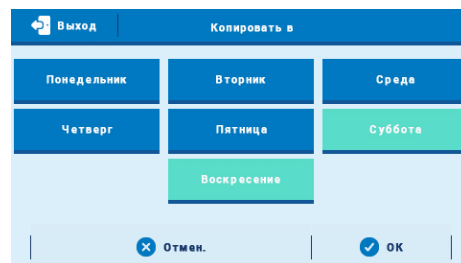 Выход Копировать в
Понедельник Вторник Среда
Четверг Пятница Суббота
Воскресение
Отмен. OK